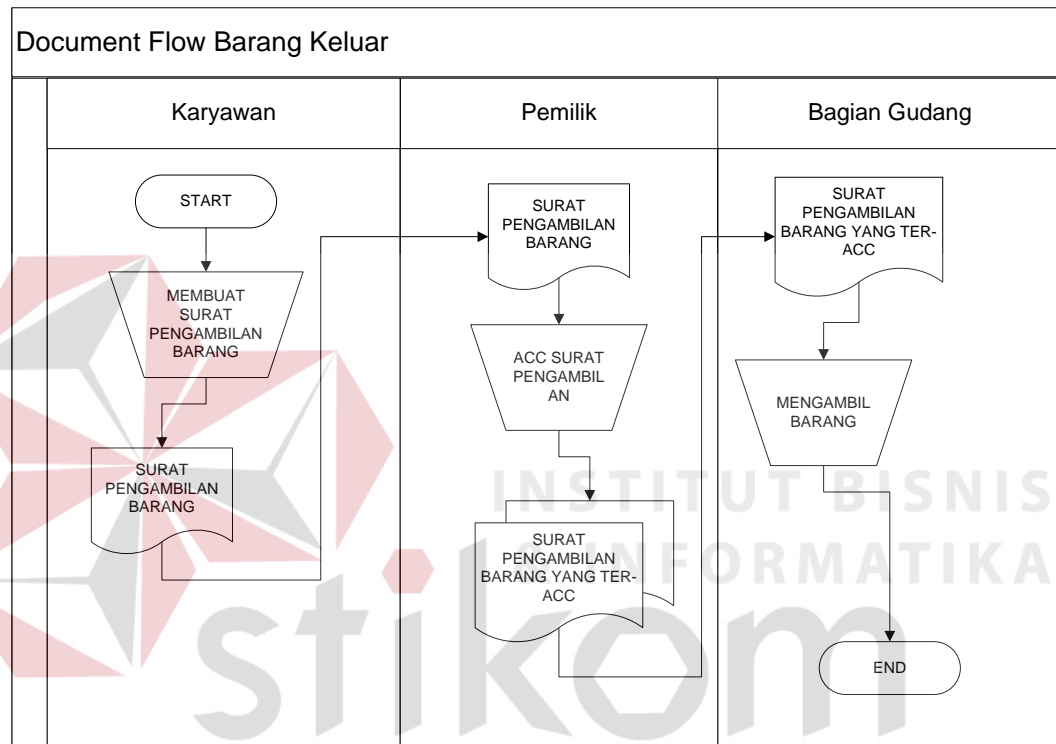 Document Flow Barang Keluar
Karyawan
Pemilik
Bagian Gudang
START
MEMBUAT
SURAT
PENGAMBILAN
BARANG
SURAT
PENGAMBILAN
BARANG
SURAT
PENGAMBILAN
BARANG
ACC SURAT
PENGAMBIL
AN
SURAT
PENGAMBILAN
BARANG YANG TER-
ACC
SURAT
PENGAMBILAN
BARANG YANG TER-
ACC
MENGAMBIL
BARANG
END
INSTITUT BISNIS
& INFORMATIKA
stikom